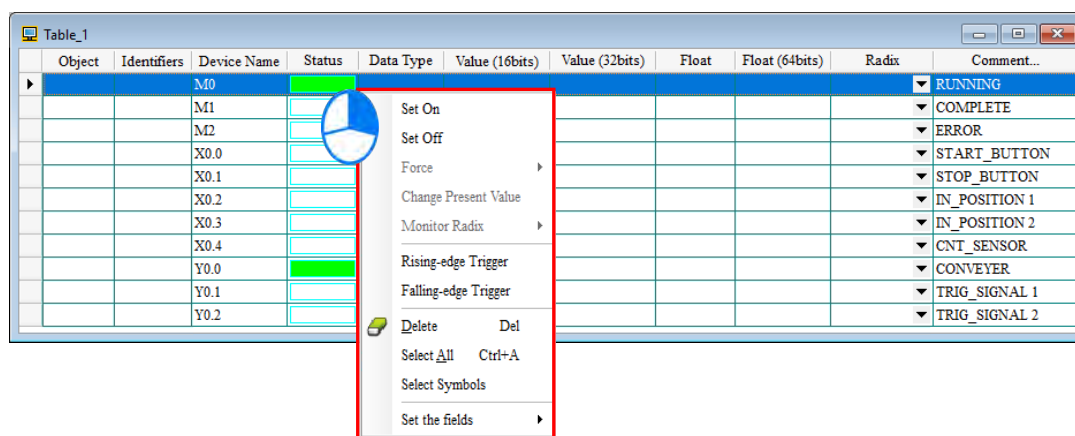 Table_1
Object Identifiers Device Name Status Data Type Value (16bits) Value (32bits) Float Float (64bits) Radix Comment...
M0 RUNNING
M1 COMPLETE
M2 ERROR
X0.0 START_BUTTON
X0.1 STOP_BUTTON
X0.2 IN_POSITION 1
X0.3 IN_POSITION 2
X0.4 CNT_SENSOR
Y0.0 CONVEYER
Y0.1 TRIG_SIGNAL 1
Y0.2 TRIG_SIGNAL 2
Set On
Set Off
Force
Change Present Value
Monitor Radix
Rising-edge Trigger
Falling-edge Trigger
Delete Del
Select All Ctrl+A
Select Symbols
Set the fields